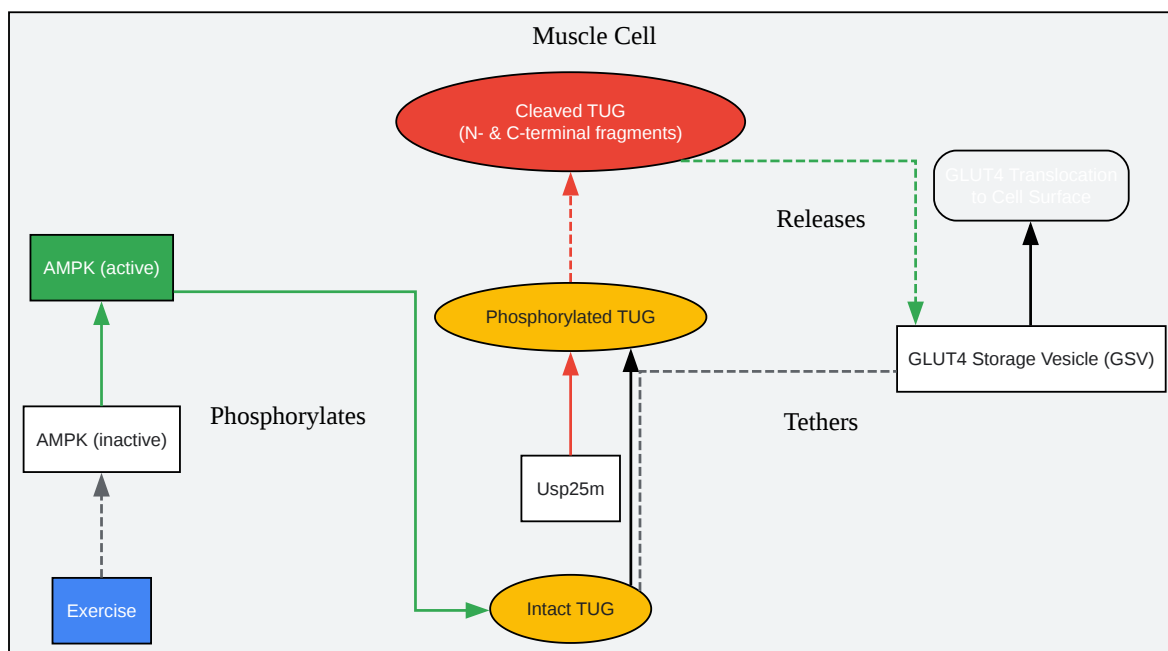 Muscle Cell
Cleaved TUG
(N- & C-terminal fragments)
GLUT4 Translocation
to Cell Surface
Releases
AMPK (active)
Phosphorylated TUG
GLUT4 Storage Vesicle (GSV)
Phosphorylates
Tethers
AMPK (inactive)
Usp25m
Exercise
Intact TUG